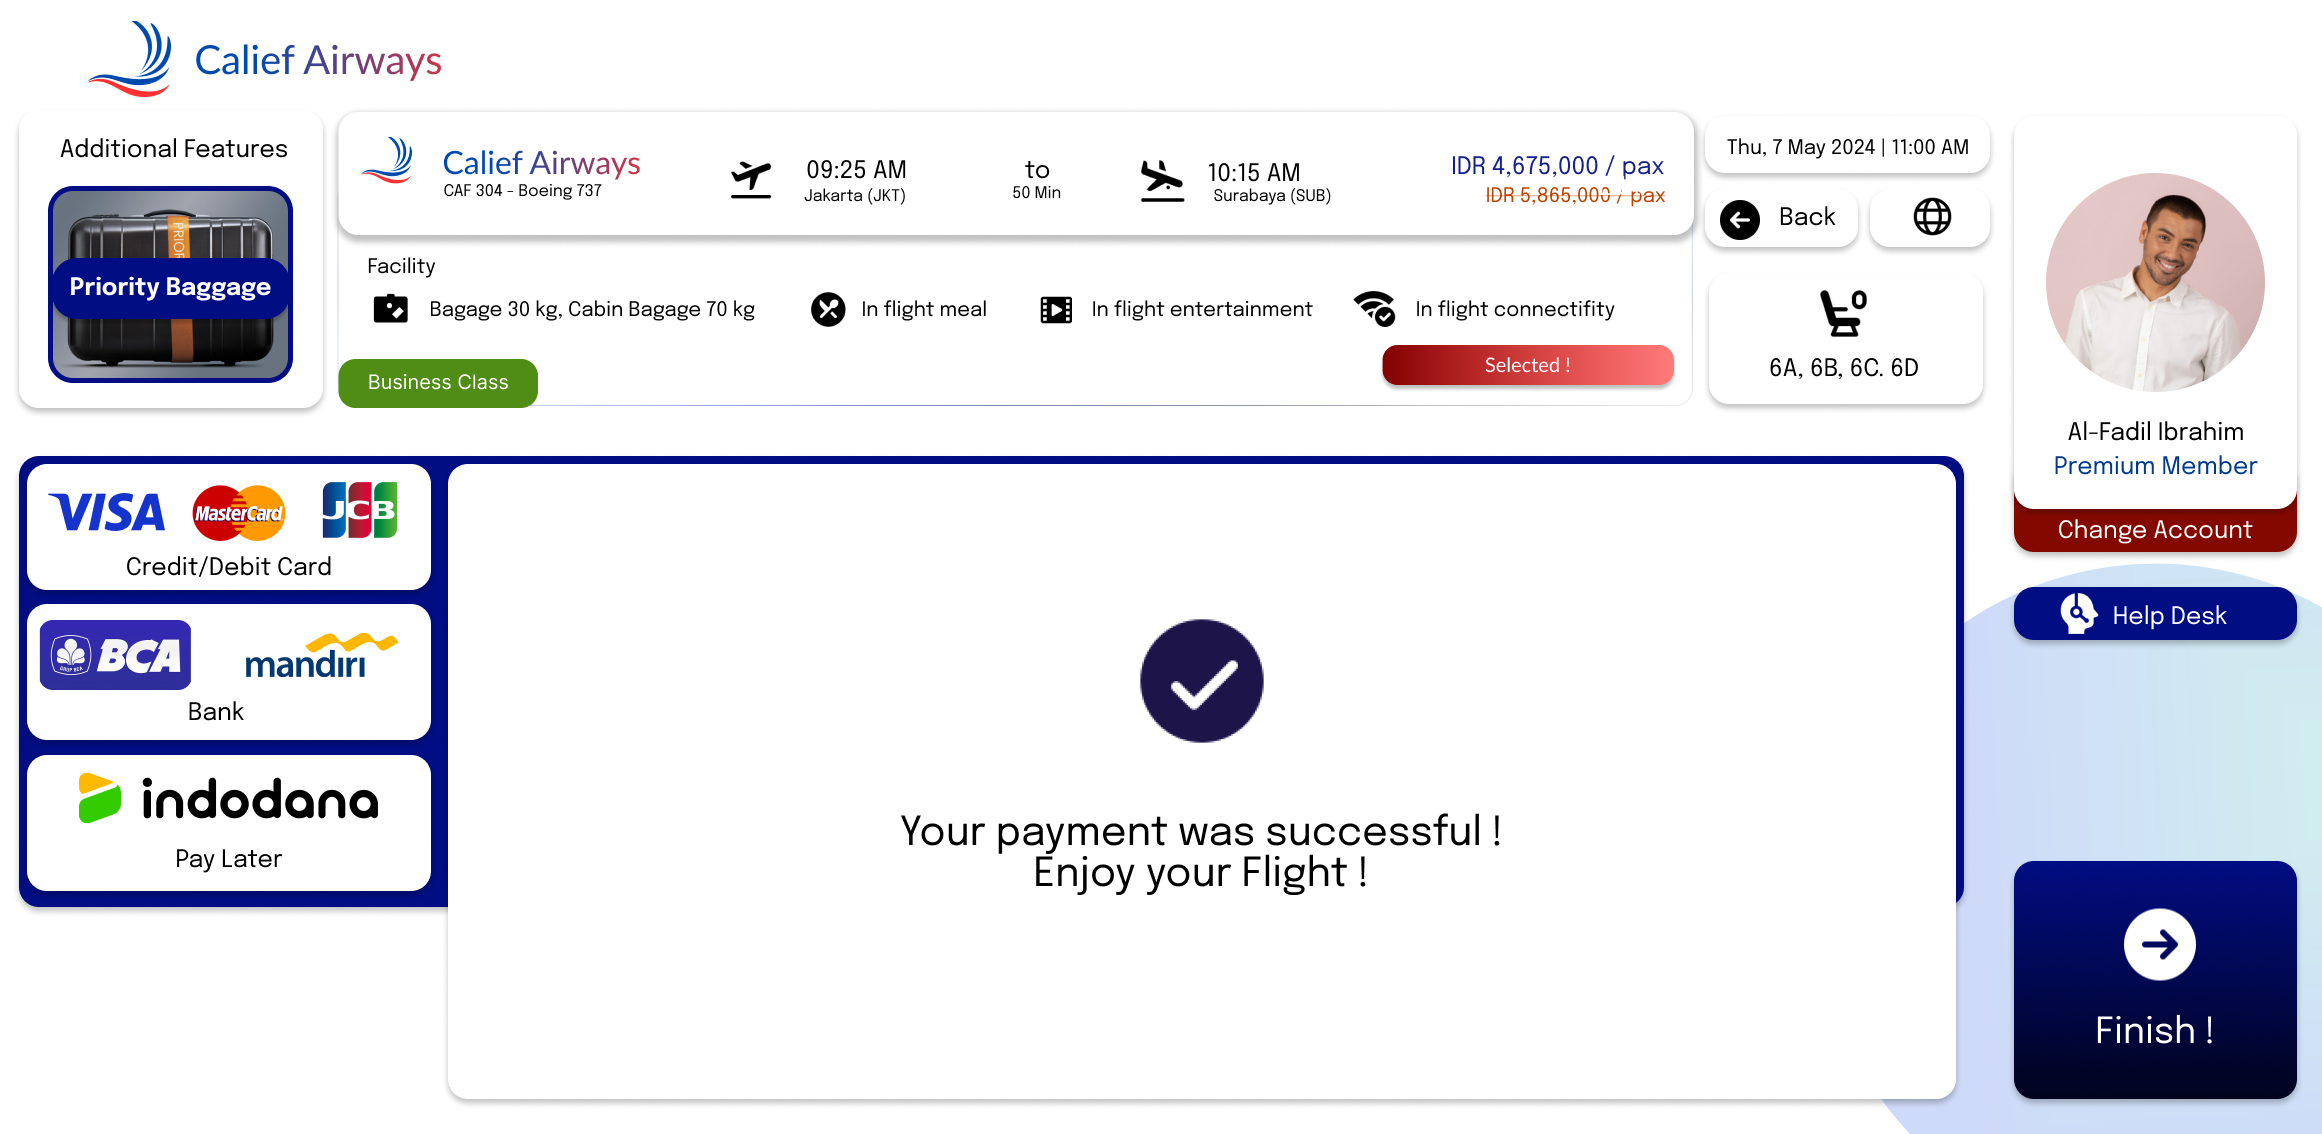 Calief Airways
Additional Features
PRIOR
Priority Baggage
Calief Airways
CAF 304 - Boeing 737
09:25 AM
Jakarta (JKT)
to
50 Min
10:15 AM
Surabaya (SUB)
IDR 4,675,000 / pax
IDR 5,865,000 / pax
Facility
Bagage 30 kg, Cabin Bagage 70 kg
In flight meal
In flight entertainment
In flight connectifity
Business Class
Selected !
Thu, 7 May 2024 | 11:00 AM
Back
0
6A, 6B, 6C. 6D
Al-Fadil Ibrahim
Premium Member
Change Account
Help Desk
VISA
MasterCard
JCB
Credit/Debit Card
GRUP BCA
BCA
mandiri
Bank
indodana
Pay Later
Your payment was successful !
Enjoy your Flight !
Finish !